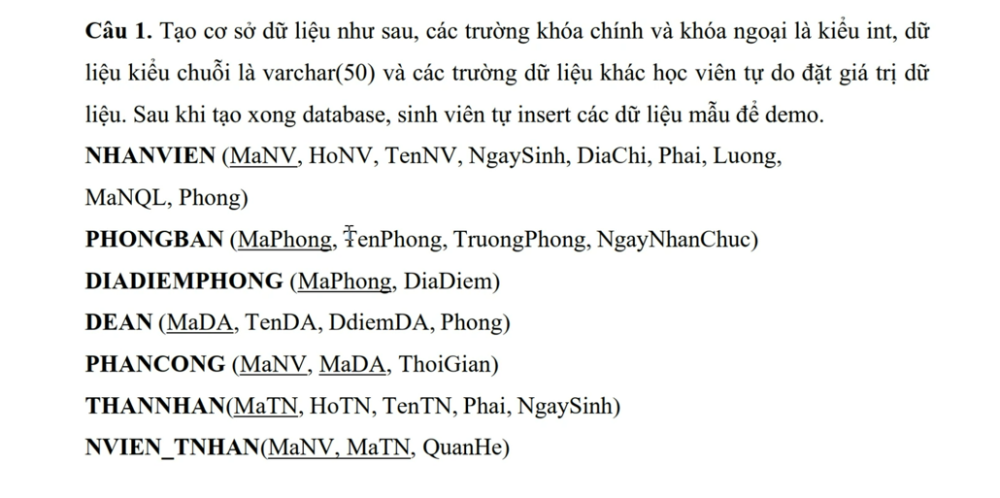 Câu 1. Tạo cơ sở dữ liệu như sau, các trường khóa chính và khóa ngoại là kiểu int, dữ
liệu kiểu chuỗi là varchar(50) và các trường dữ liệu khác học viên tự do đặt giá trị dữ
liệu. Sau khi tạo xong database, sinh viên tự insert các dữ liệu mẫu để demo.
NHANVIEN (MaNV, HoNV, TenNV, NgaySinh, DiaChi, Phai, Luong,
MaNQL, Phong)
PHONGBAN (MaPhong, TenPhong, TruongPhong, NgayNhanChuc)
DIADIEMPHONG (MaPhong, DiaDiem)
DEAN (MaDA, TenDA, DdiemDA, Phong)
PHANCONG (MaNV, MaDA, ThoiGian)
THANNHAN(MaTN, HoTN, TenTN, Phai, NgaySinh)
NVIEN_TNHAN(MaNV, MaTN, QuanHe)